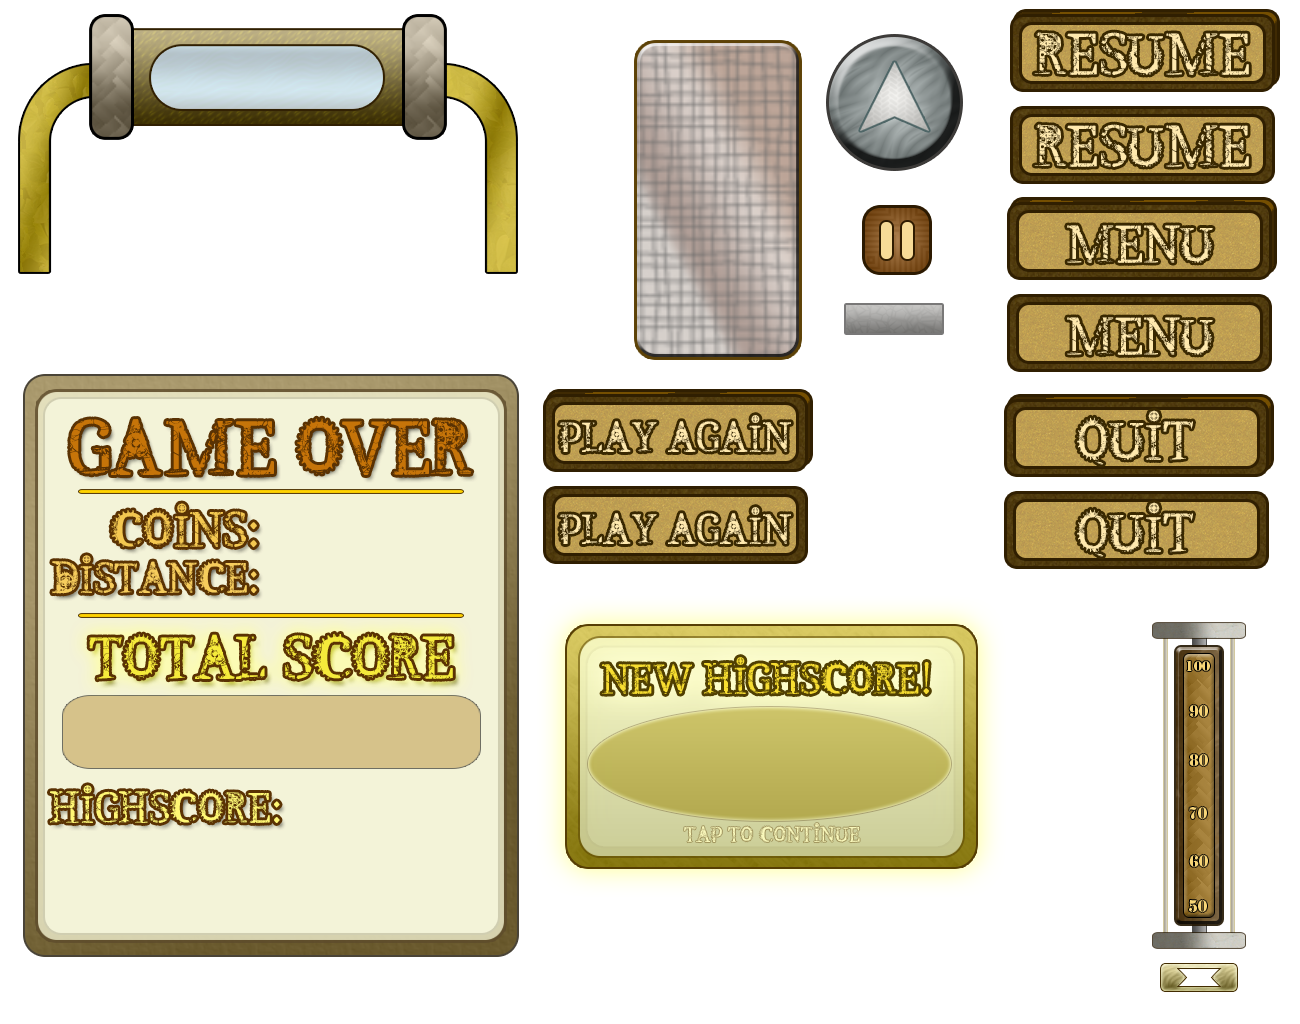 RESUME
RESUME
MENU
MENU
GAME OVER
COINS:
DISTANCE:
TOTAL SCORE
HIGHSCORE:
PLAY AGAIN
PLAY AGAIN
QUIT
QUIT
NEW HIGHSCORE!
TAP TO CONTINUE
100
90
80
70
60
50